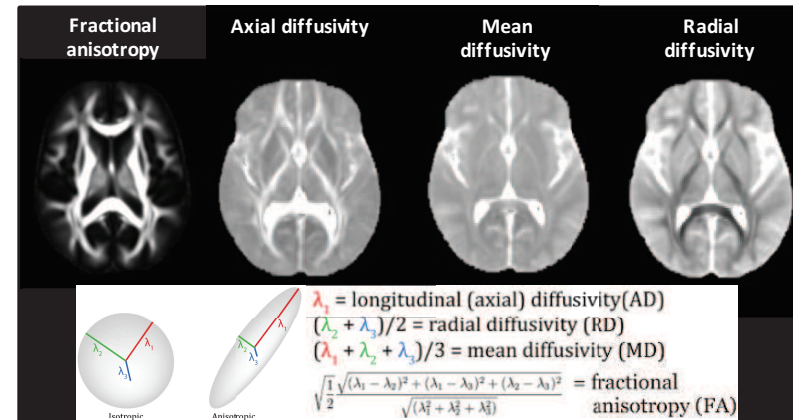 Fractional
anisotropy
Axial diffusivity
Mean
diffusivity
Radial
diffusivity
λ₁
λ₂
λ₃
Isotropic
λ₁
λ₂
λ₃
Anisotropic
λ₁ = longitudinal (axial) diffusivity(AD)
(λ₂ + λ₃)/2 = radial diffusivity (RD)
(λ₁ + λ₂ + λ₃)/3 = mean diffusivity (MD)
√(1/2) √((λ₁ − λ₂)² + (λ₁ − λ₃)² + (λ₂ − λ₃)²) / √(λ₁² + λ₂² + λ₃²) = fractional
anisotropy (FA)